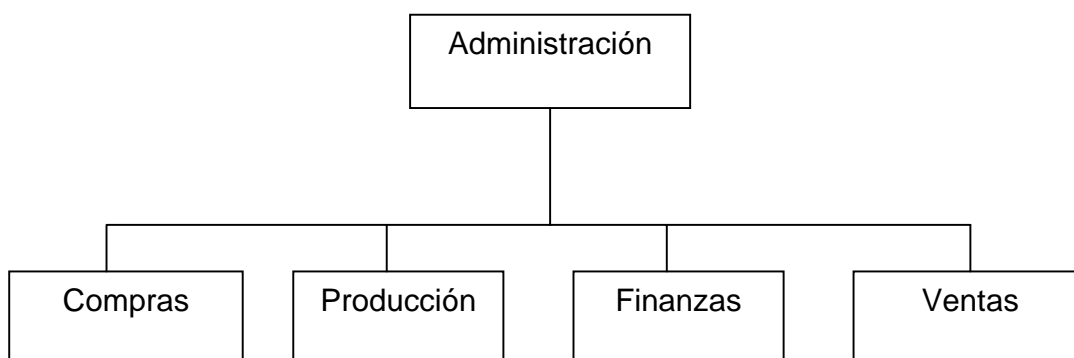 Administración
Compras
Producción
Finanzas
Ventas